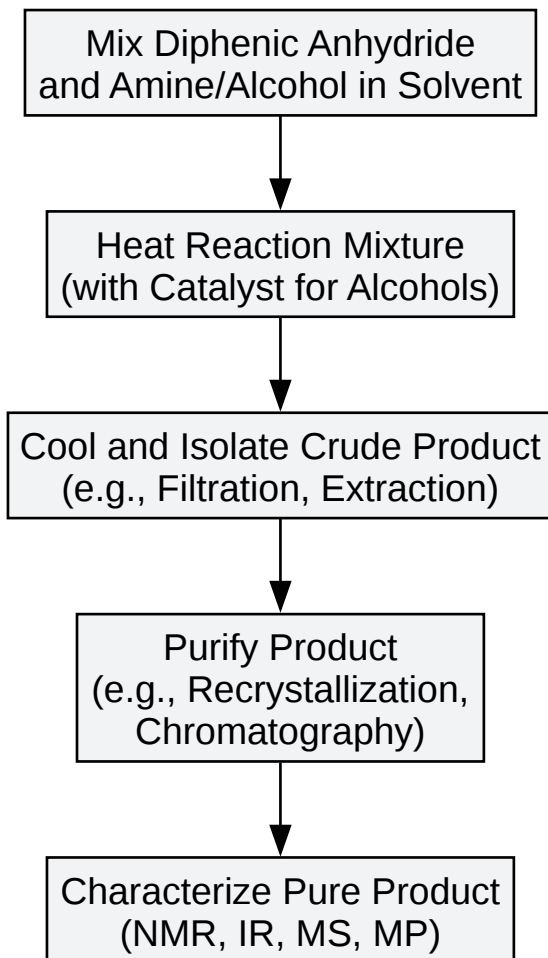 Mix Diphenic Anhydride
and Amine/Alcohol in Solvent
Heat Reaction Mixture
(with Catalyst for Alcohols)
Cool and Isolate Crude Product
(e.g., Filtration, Extraction)
Purify Product
(e.g., Recrystallization,
Chromatography)
Characterize Pure Product
(NMR, IR, MS, MP)